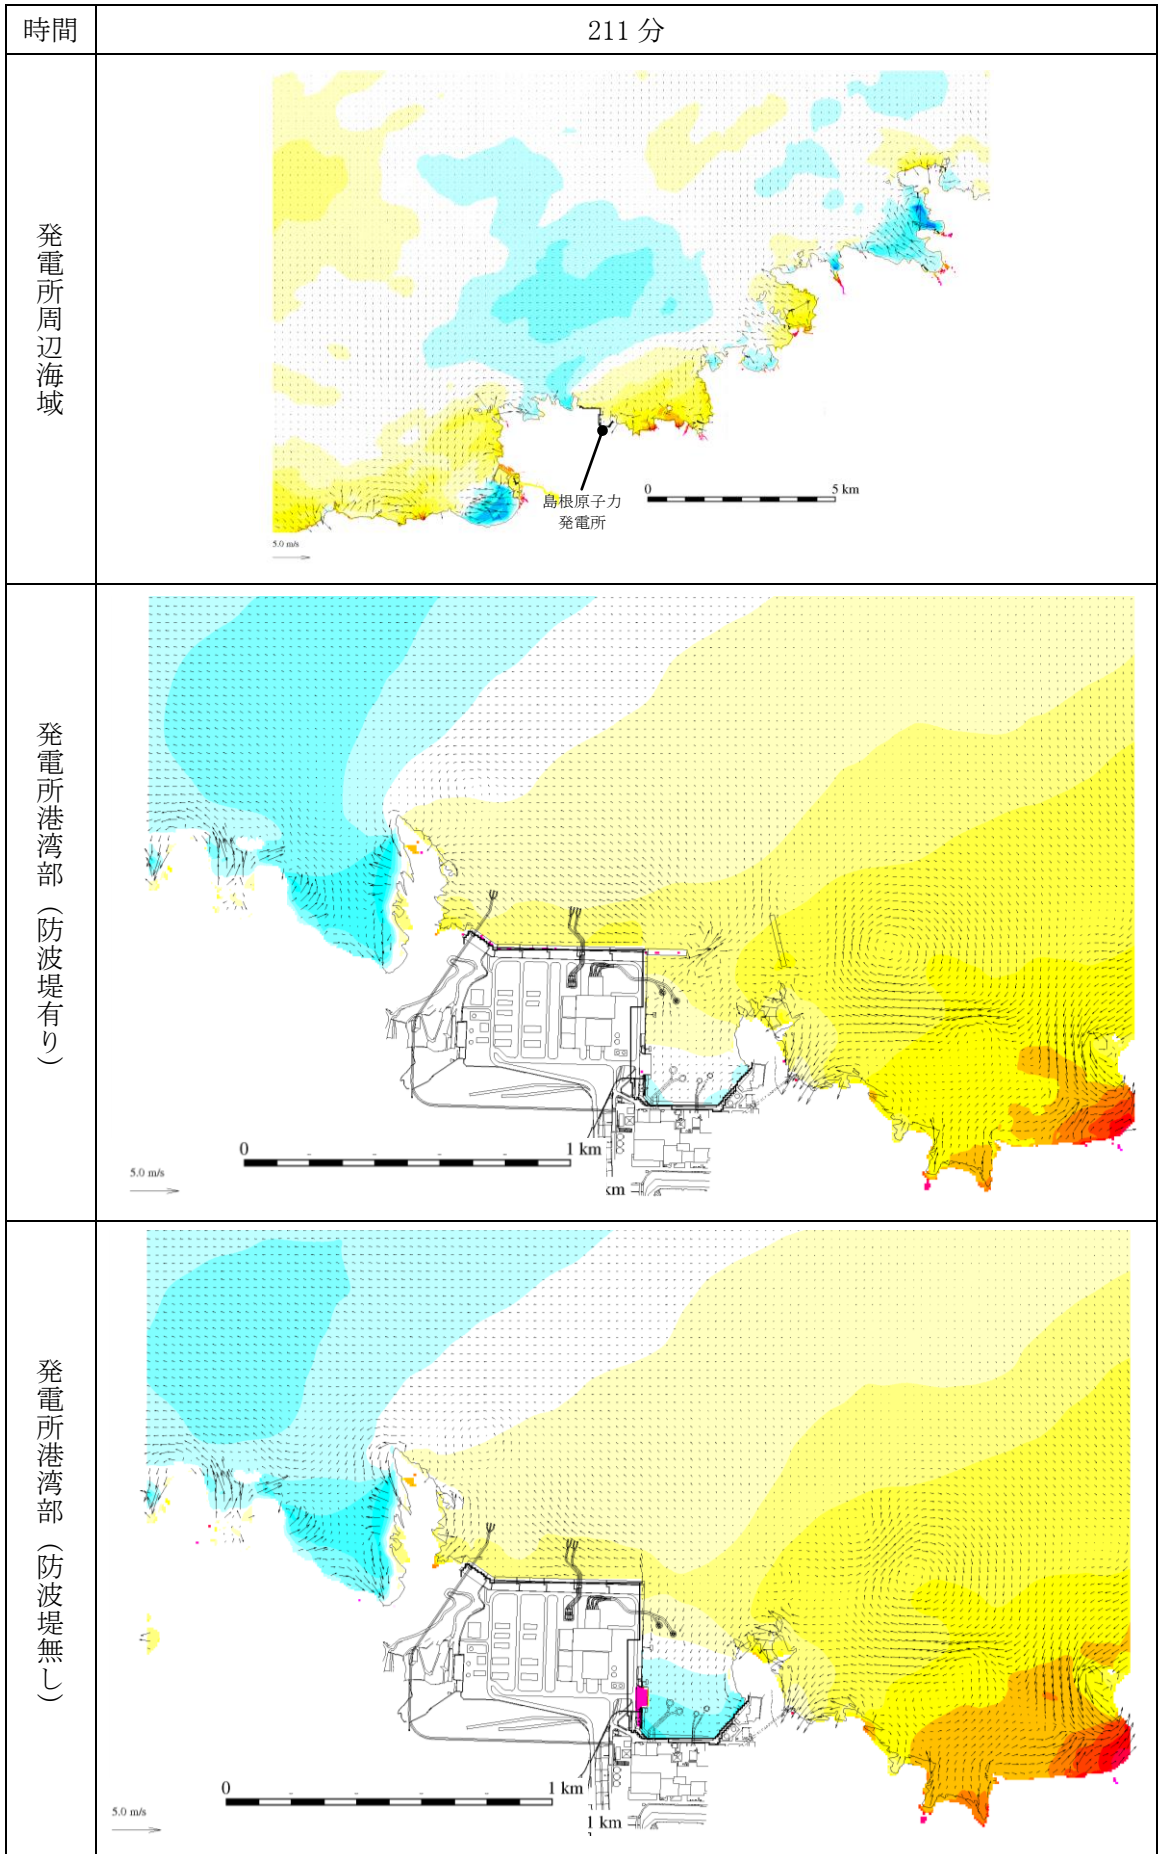 時間
211 分
発電所周辺海域
島根原子力
発電所
0 5 km
5.0 m/s
発電所港湾部（防波堤有り）
0 1 km
km
5.0 m/s
発電所港湾部（防波堤無し）
0 1 km
1 km
5.0 m/s